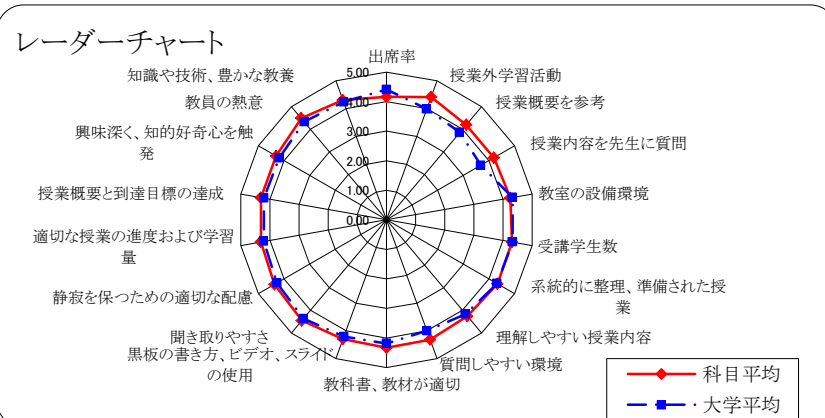 レーダーチャート
出席率
授業外学習活動
授業概要を参考
授業内容を先生に質問
教室の設備環境
受講学生数
系統的に整理、準備された授
業
理解しやすい授業内容
質問しやすい環境
教科書、教材が適切
黒板の書き方、ビデオ、スライド
の使用
聞き取りやすさ
静寂を保つための適切な配慮
適切な授業の進度および学習
量
授業概要と到達目標の達成
興味深く、知的好奇心を触
発
教員の熱意
知識や技術、豊かな教養
5.00
4.00
3.00
2.00
1.00
0.00
科目平均
大学平均